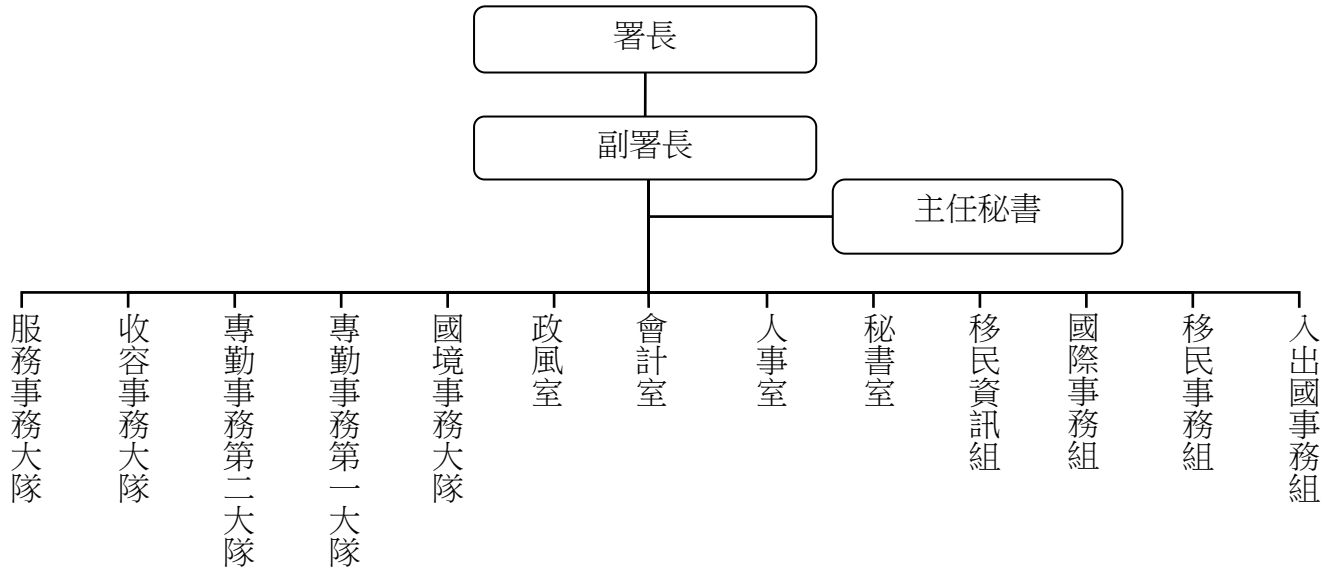 署長
副署長
主任秘書
入出國事務組
移民事務組
國際事務組
移民資訊組
秘書室
人事室
會計室
政風室
國境事務大隊
專勤事務第一大隊
專勤事務第二大隊
收容事務大隊
服務事務大隊